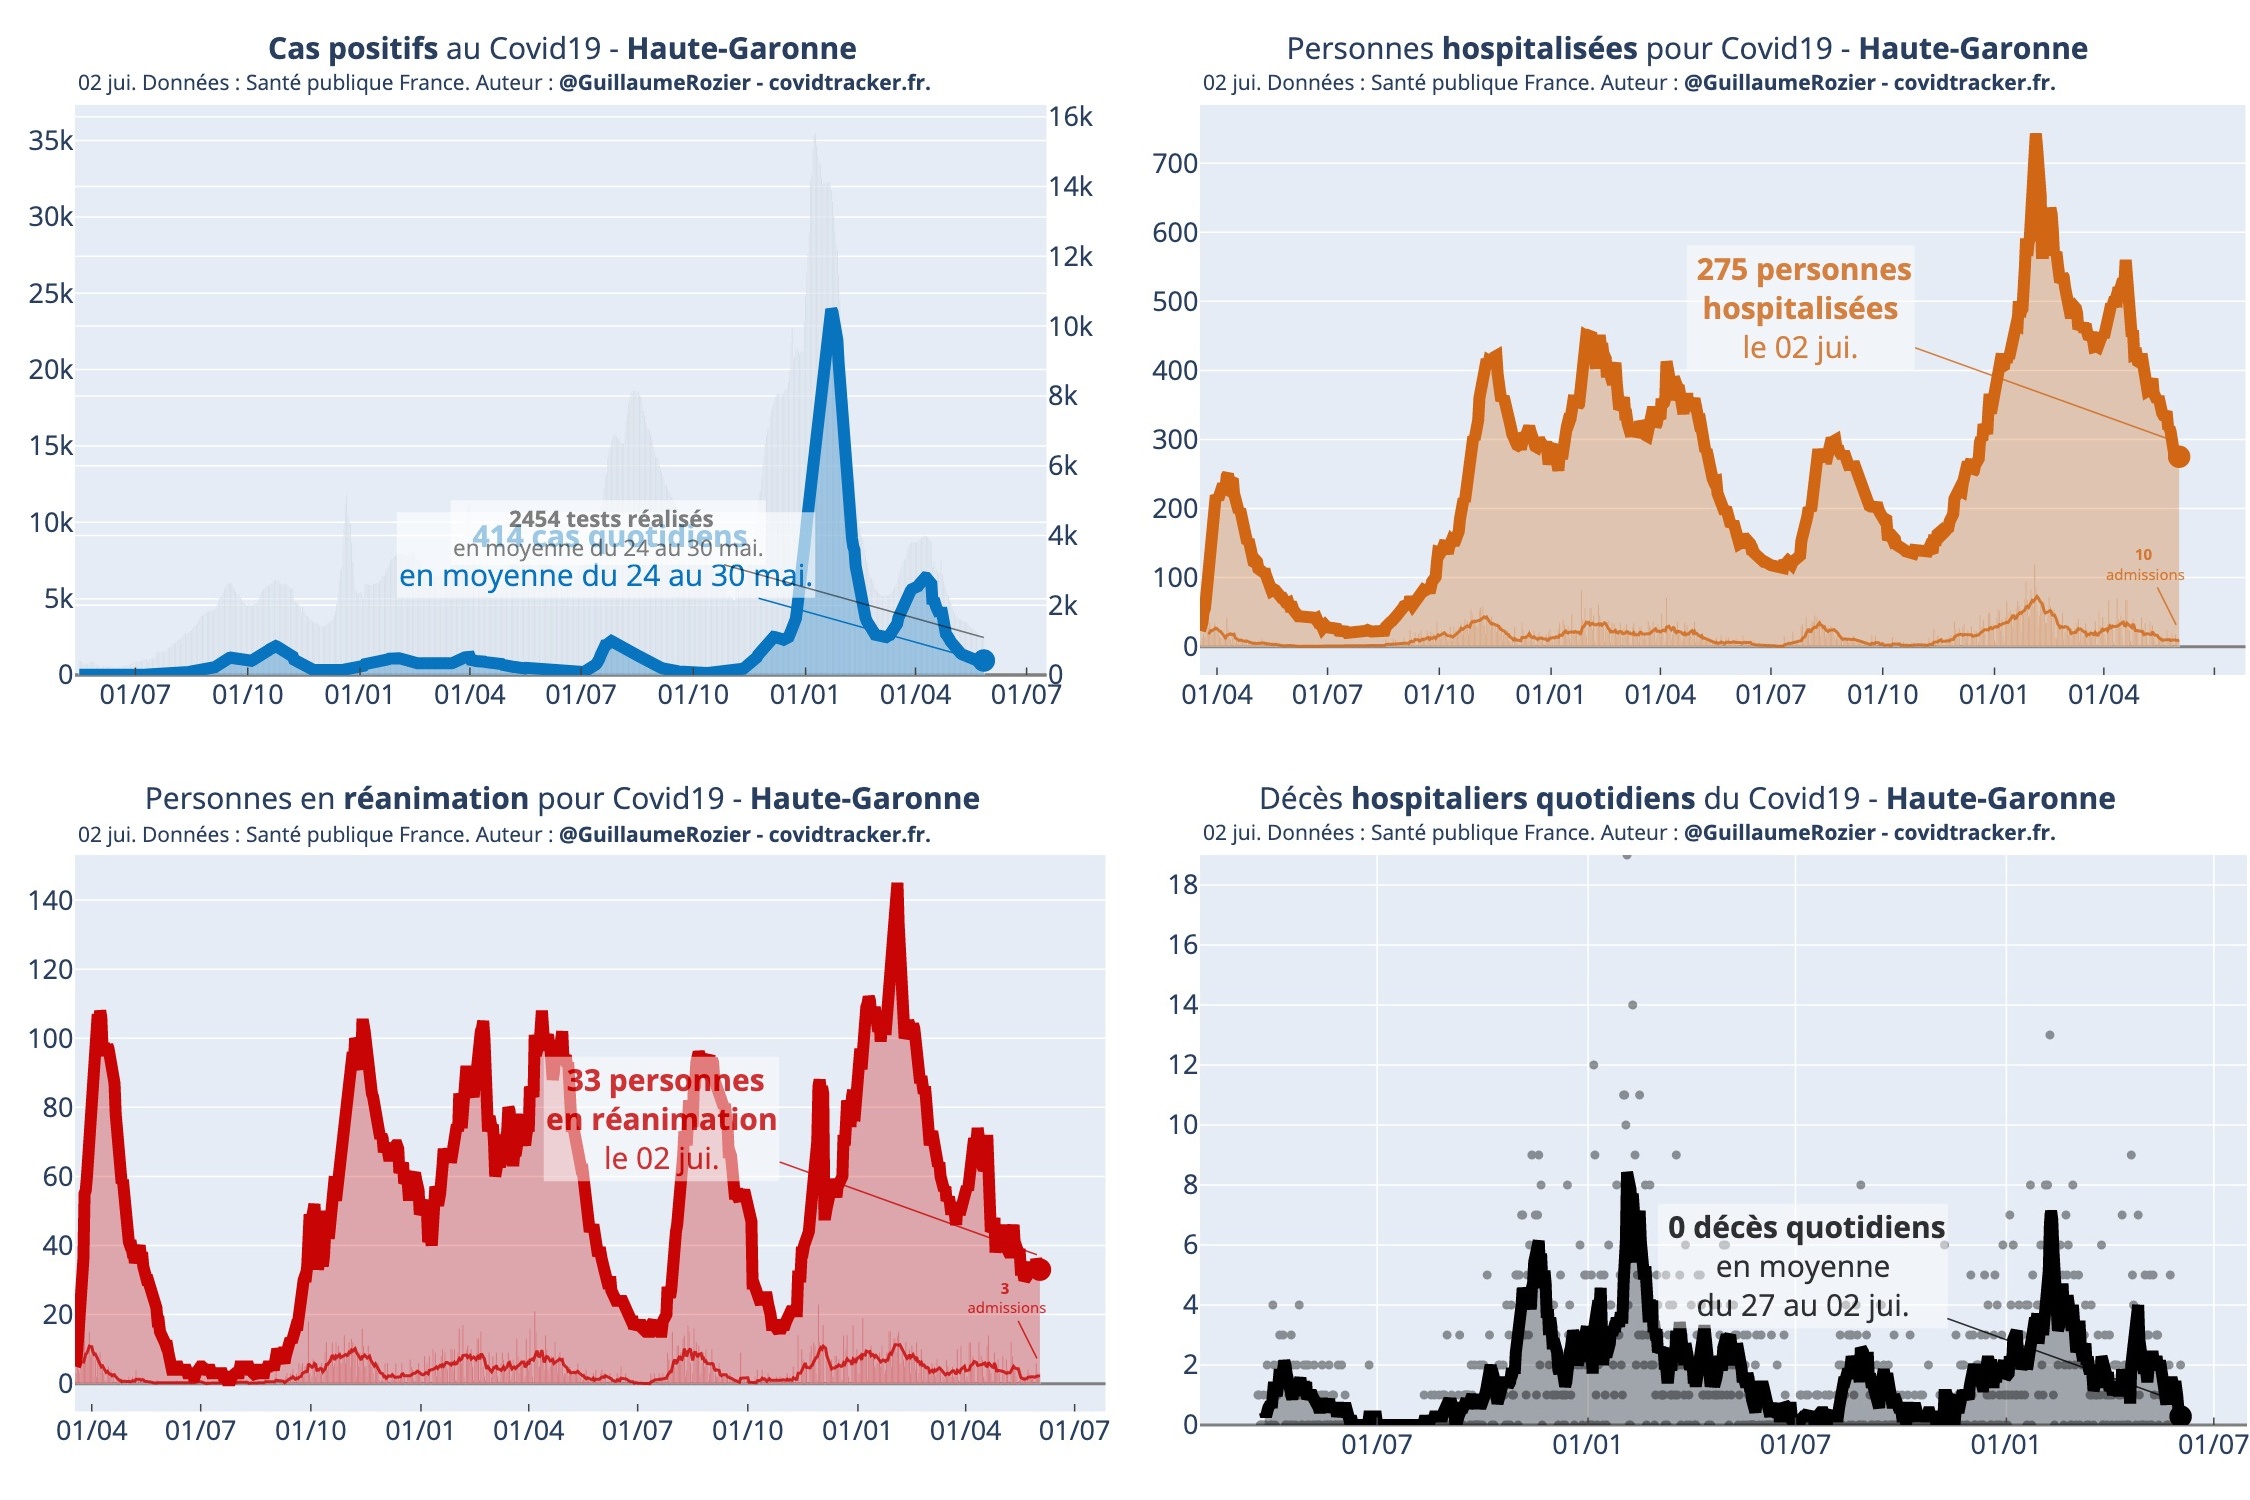 Cas positifs au Covid19 - Haute-Garonne
02 jui. Données : Santé publique France. Auteur : @GuillaumeRozier - covidtracker.fr.
35k
30k
25k
20k
15k
10k
5k
0
16k
14k
12k
10k
8k
6k
4k
2k
0
2454 tests réalisés
en moyenne du 24 au 30 mai.
414 cas quotidiens
en moyenne du 24 au 30 mai.
01/07 01/10 01/01 01/04 01/07 01/10 01/01 01/04 01/07
Personnes hospitalisées pour Covid19 - Haute-Garonne
02 jui. Données : Santé publique France. Auteur : @GuillaumeRozier - covidtracker.fr.
700
600
500
400
300
200
100
0
275 personnes
hospitalisées
le 02 jui.
10
admissions
01/04 01/07 01/10 01/01 01/04 01/07 01/10 01/01 01/04
Personnes en réanimation pour Covid19 - Haute-Garonne
02 jui. Données : Santé publique France. Auteur : @GuillaumeRozier - covidtracker.fr.
140
120
100
80
60
40
20
0
33 personnes
en réanimation
le 02 jui.
3
admissions
01/04 01/07 01/10 01/01 01/04 01/07 01/10 01/01 01/04 01/07
Décès hospitaliers quotidiens du Covid19 - Haute-Garonne
02 jui. Données : Santé publique France. Auteur : @GuillaumeRozier - covidtracker.fr.
18
16
14
12
10
8
6
4
2
0
0 décès quotidiens
en moyenne
du 27 au 02 jui.
01/07 01/01 01/07 01/01 01/07